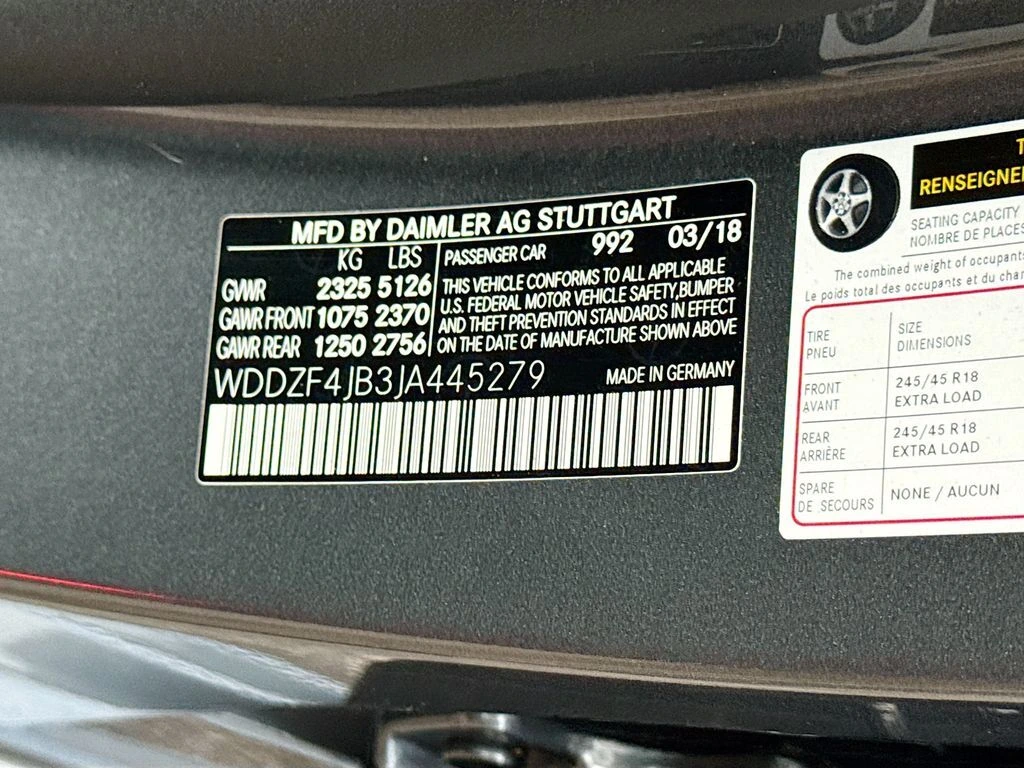 MFD BY DAIMLER AG STUTTGART
KG LBS
GVWR 2325 5126
GAWR FRONT 1075 2370
GAWR REAR 1250 2756
PASSENGER CAR 992 03/18
THIS VEHICLE CONFORMS TO ALL APPLICABLE
U.S. FEDERAL MOTOR VEHICLE SAFETY,BUMPER
AND THEFT PREVENTION STANDARDS IN EFFECT
ON THE DATE OF MANUFACTURE SHOWN ABOVE
WDDZF4JB3JA445279 MADE IN GERMANY
SEATING CAPACITY
NOMBRE DE PLACES
The combined weight of occupants
Le poids total des occupants et du
TIRE SIZE
PNEU DIMENSIONS
FRONT 245/45 R18
AVANT EXTRA LOAD
REAR 245/45 R18
ARRIÈRE EXTRA LOAD
SPARE NONE / AUCUN
DE SECOURS